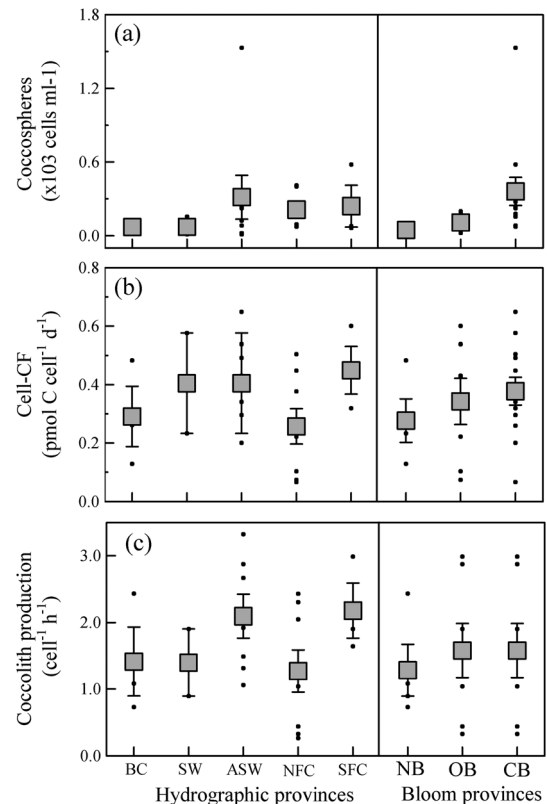 (a)
Coccospheres
(x103 cells ml-1)
1.8
1.2
0.6
0.0
(b)
Cell-CF
(pmol C cell-1 d-1)
0.8
0.6
0.4
0.2
0.0
(c)
Coccolith production
(cell-1 h-1)
3.0
2.0
1.0
0.0
BC SW ASW NFC SFC NB OB CB
Hydrographic provinces Bloom provinces